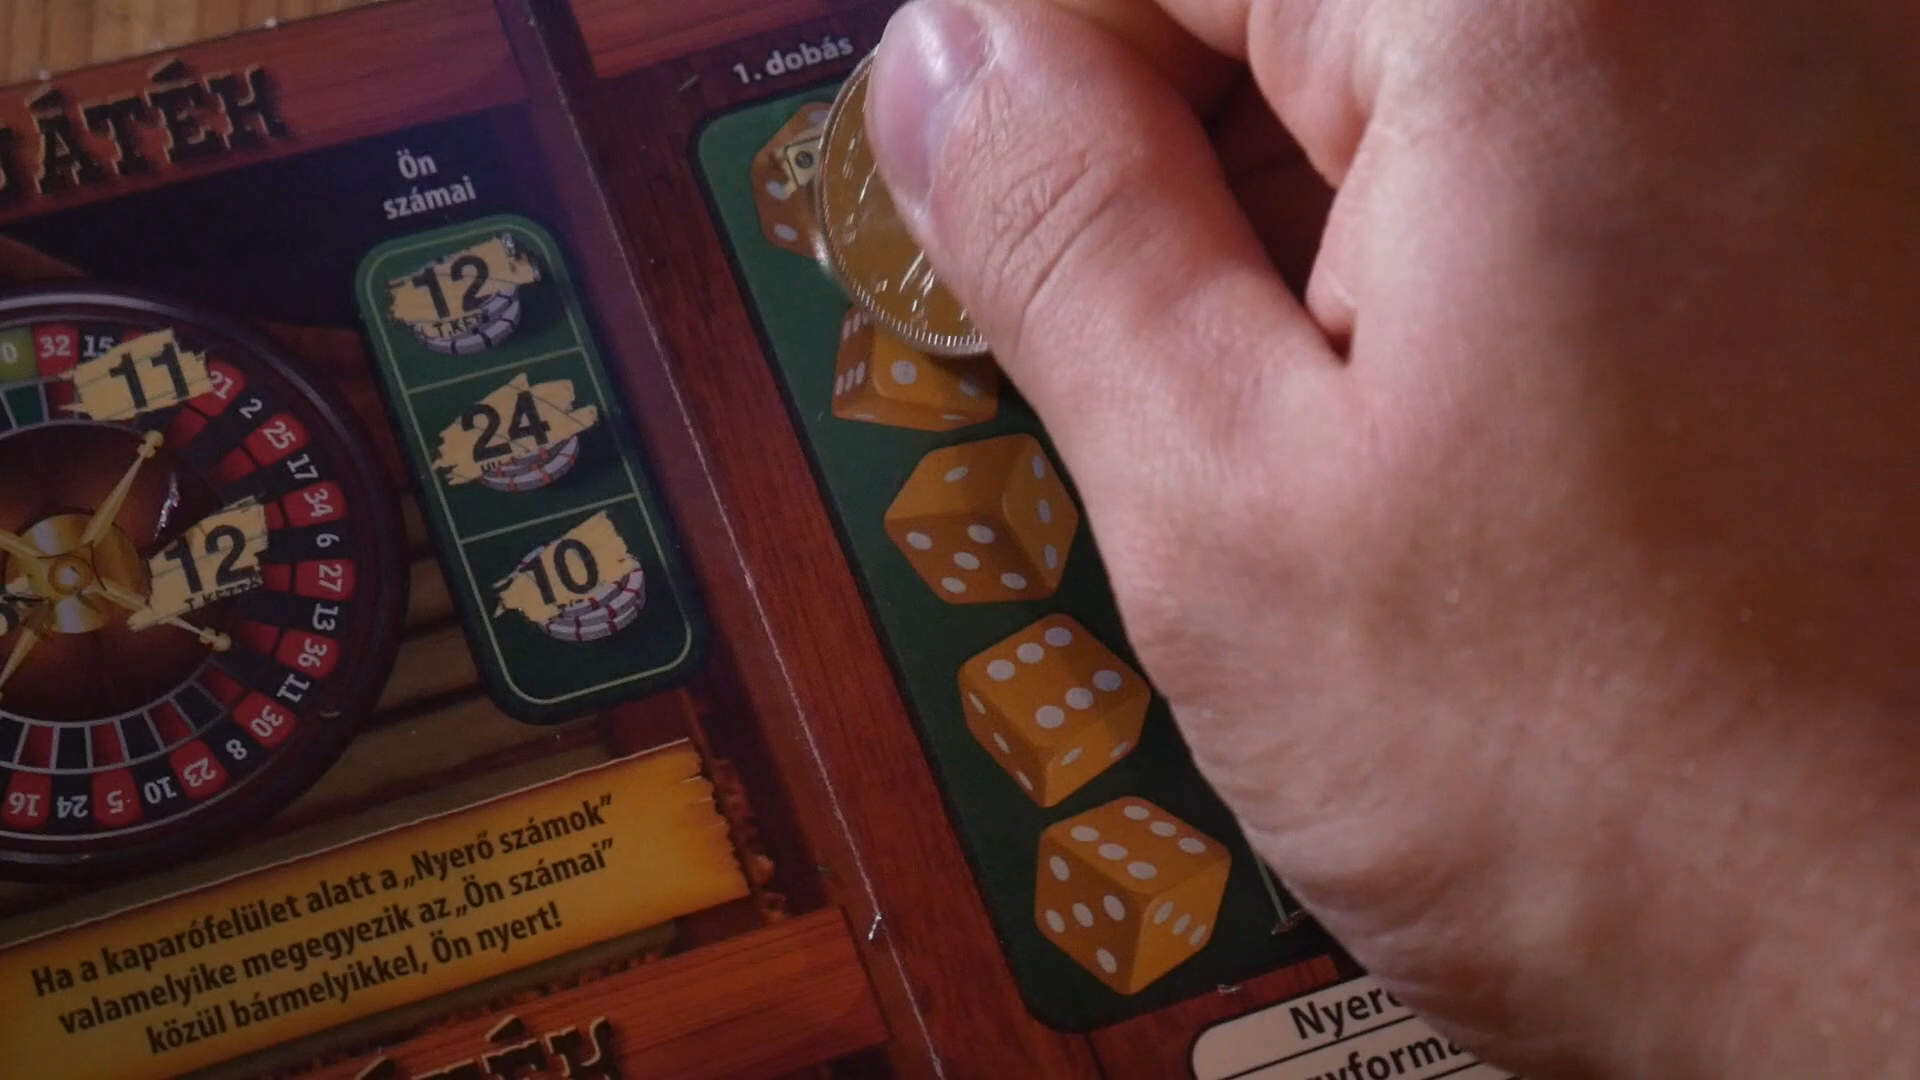 JÁTÉK
Ön
számai
12
T.KET
24
10
11
12
0 32 15 21 2 25 17 34 6 27 13 36 11 30 8 23 10 5 24 16
Ha a kaparófelület alatt a „Nyerő számok”
valamelyike megegyezik az „Ön számai”
közül bármelyikkel, Ön nyert!
1. dobás